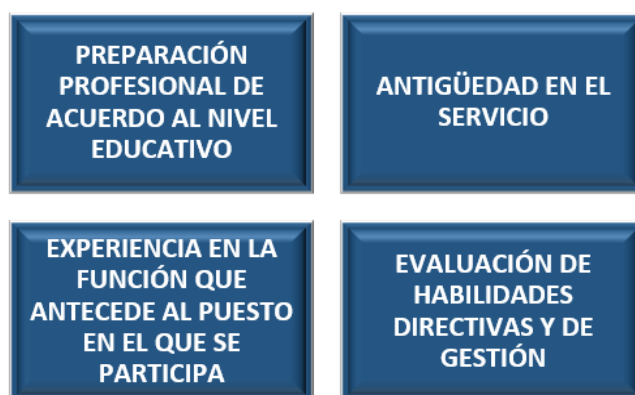 PREPARACIÓN
PROFESIONAL DE
ACUERDO AL NIVEL
EDUCATIVO
ANTIGÜEDAD EN EL
SERVICIO
EXPERIENCIA EN LA
FUNCIÓN QUE
ANTECEDE AL PUESTO
EN EL QUE SE
PARTICIPA
EVALUACIÓN DE
HABILIDADES
DIRECTIVAS Y DE
GESTIÓN